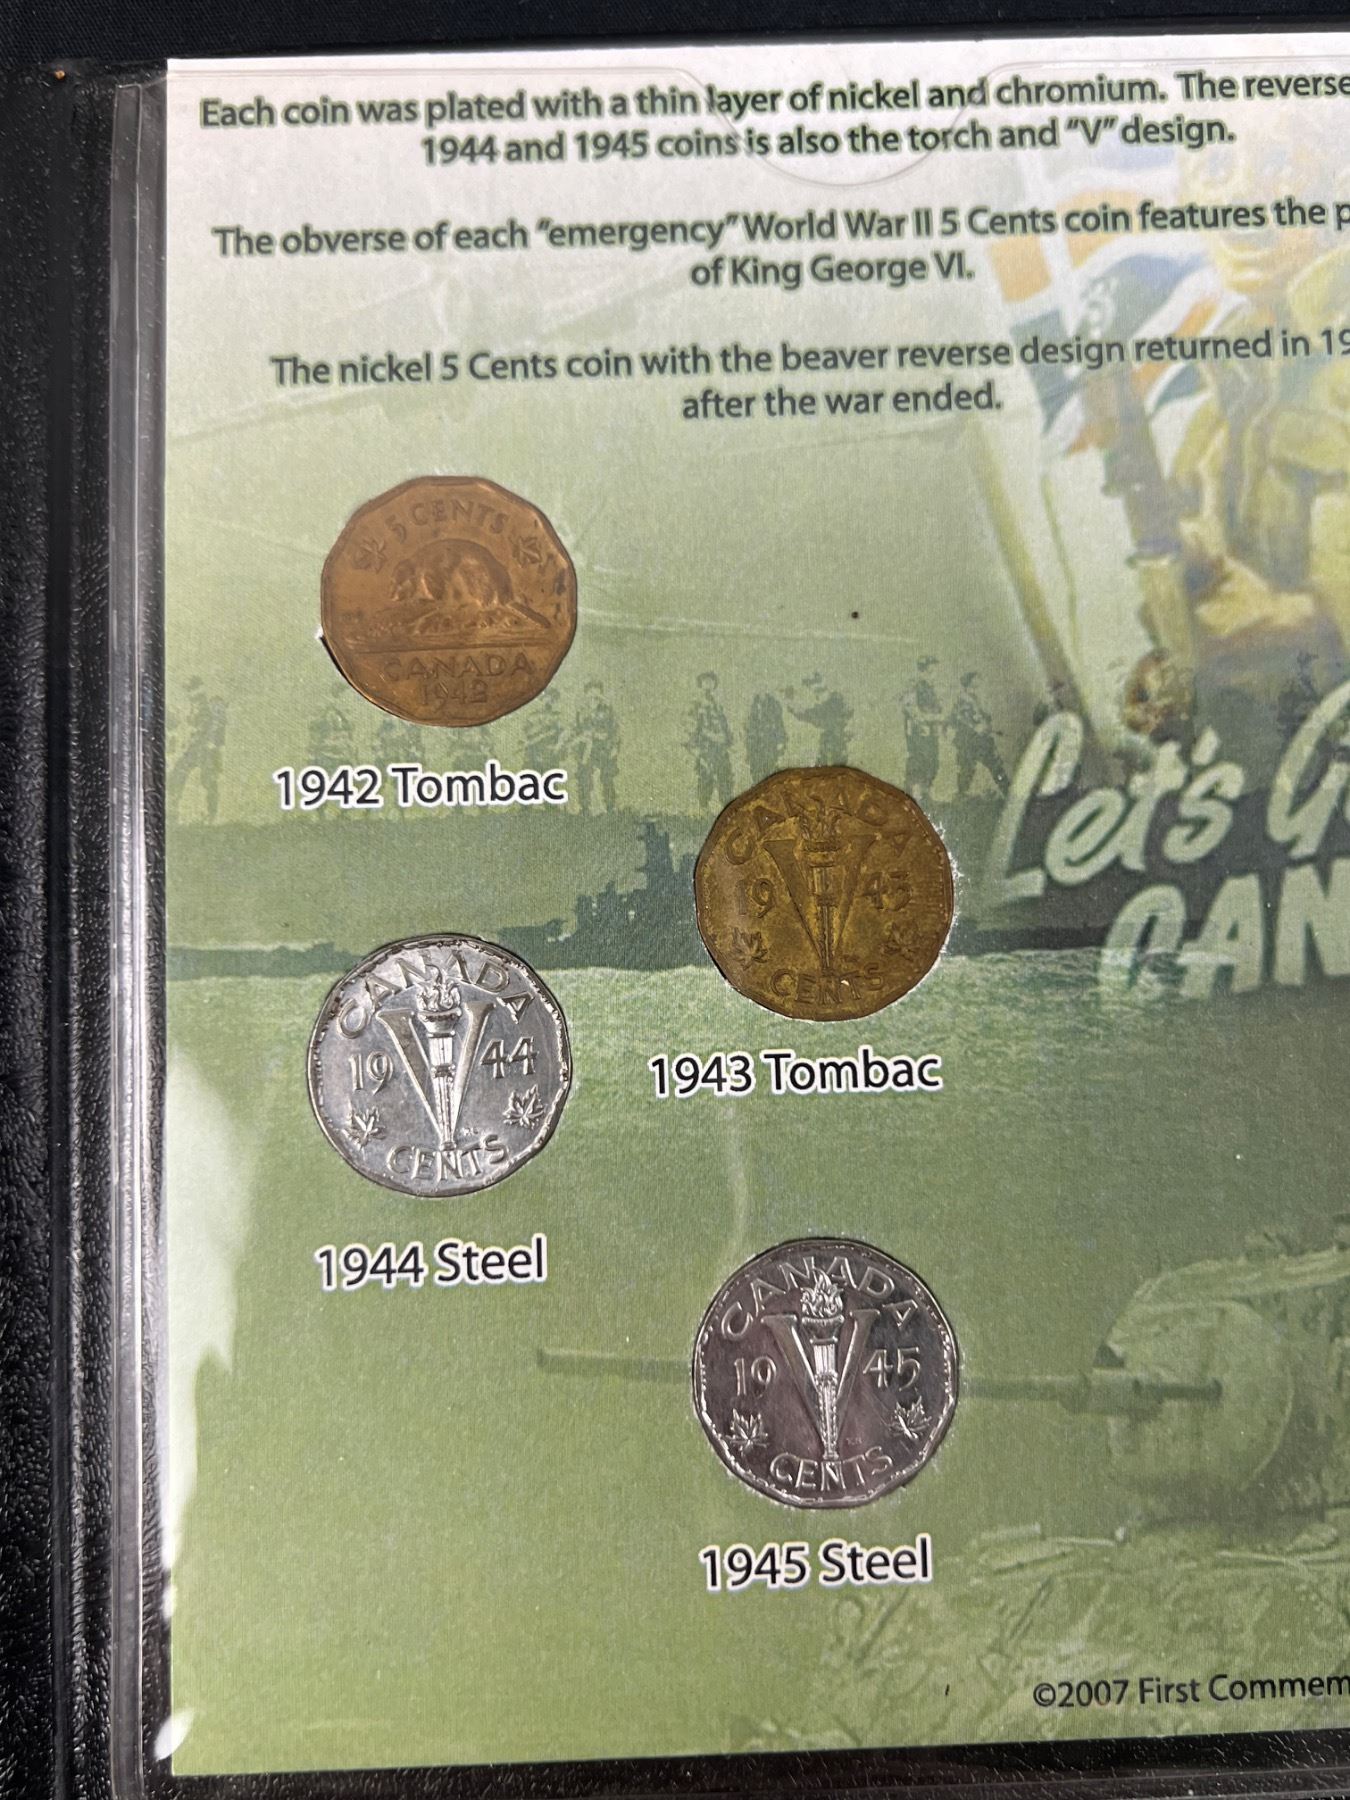 Each coin was plated with a thin layer of nickel and chromium. The reverse
1944 and 1945 coins is also the torch and "V" design.
The obverse of each "emergency" World War II 5 Cents coin features the p
of King George VI.
The nickel 5 Cents coin with the beaver reverse design returned in 19
after the war ended.
5 CENTS
CANADA
1942
1942 Tombac
CANADA
19 43
CENTS
1943 Tombac
CANADA
19 44
CENTS
1944 Steel
CANADA
19 45
CENTS
1945 Steel
Let's G
CAN
©2007 First Commem